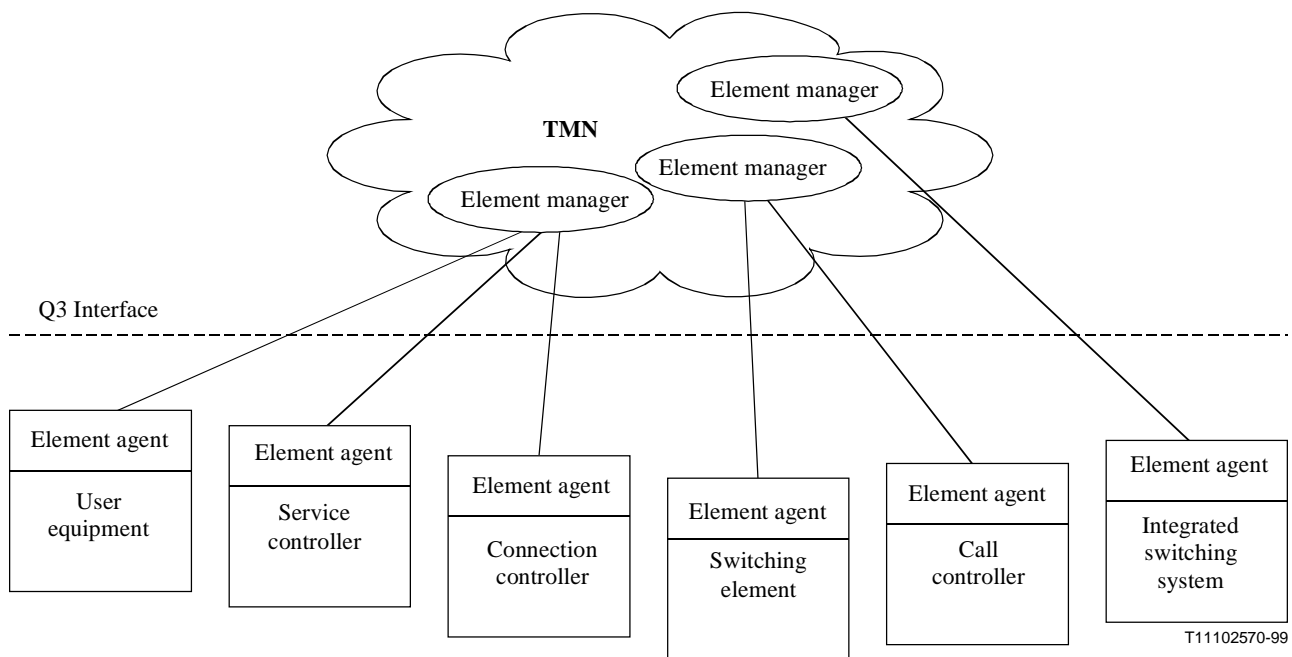 Element manager
TMN
Element manager
Element manager
Q3 Interface
Element agent
User
equipment
Element agent
Service
controller
Element agent
Connection
controller
Element agent
Switching
element
Element agent
Call
controller
Element agent
Integrated
switching
system
T11102570-99